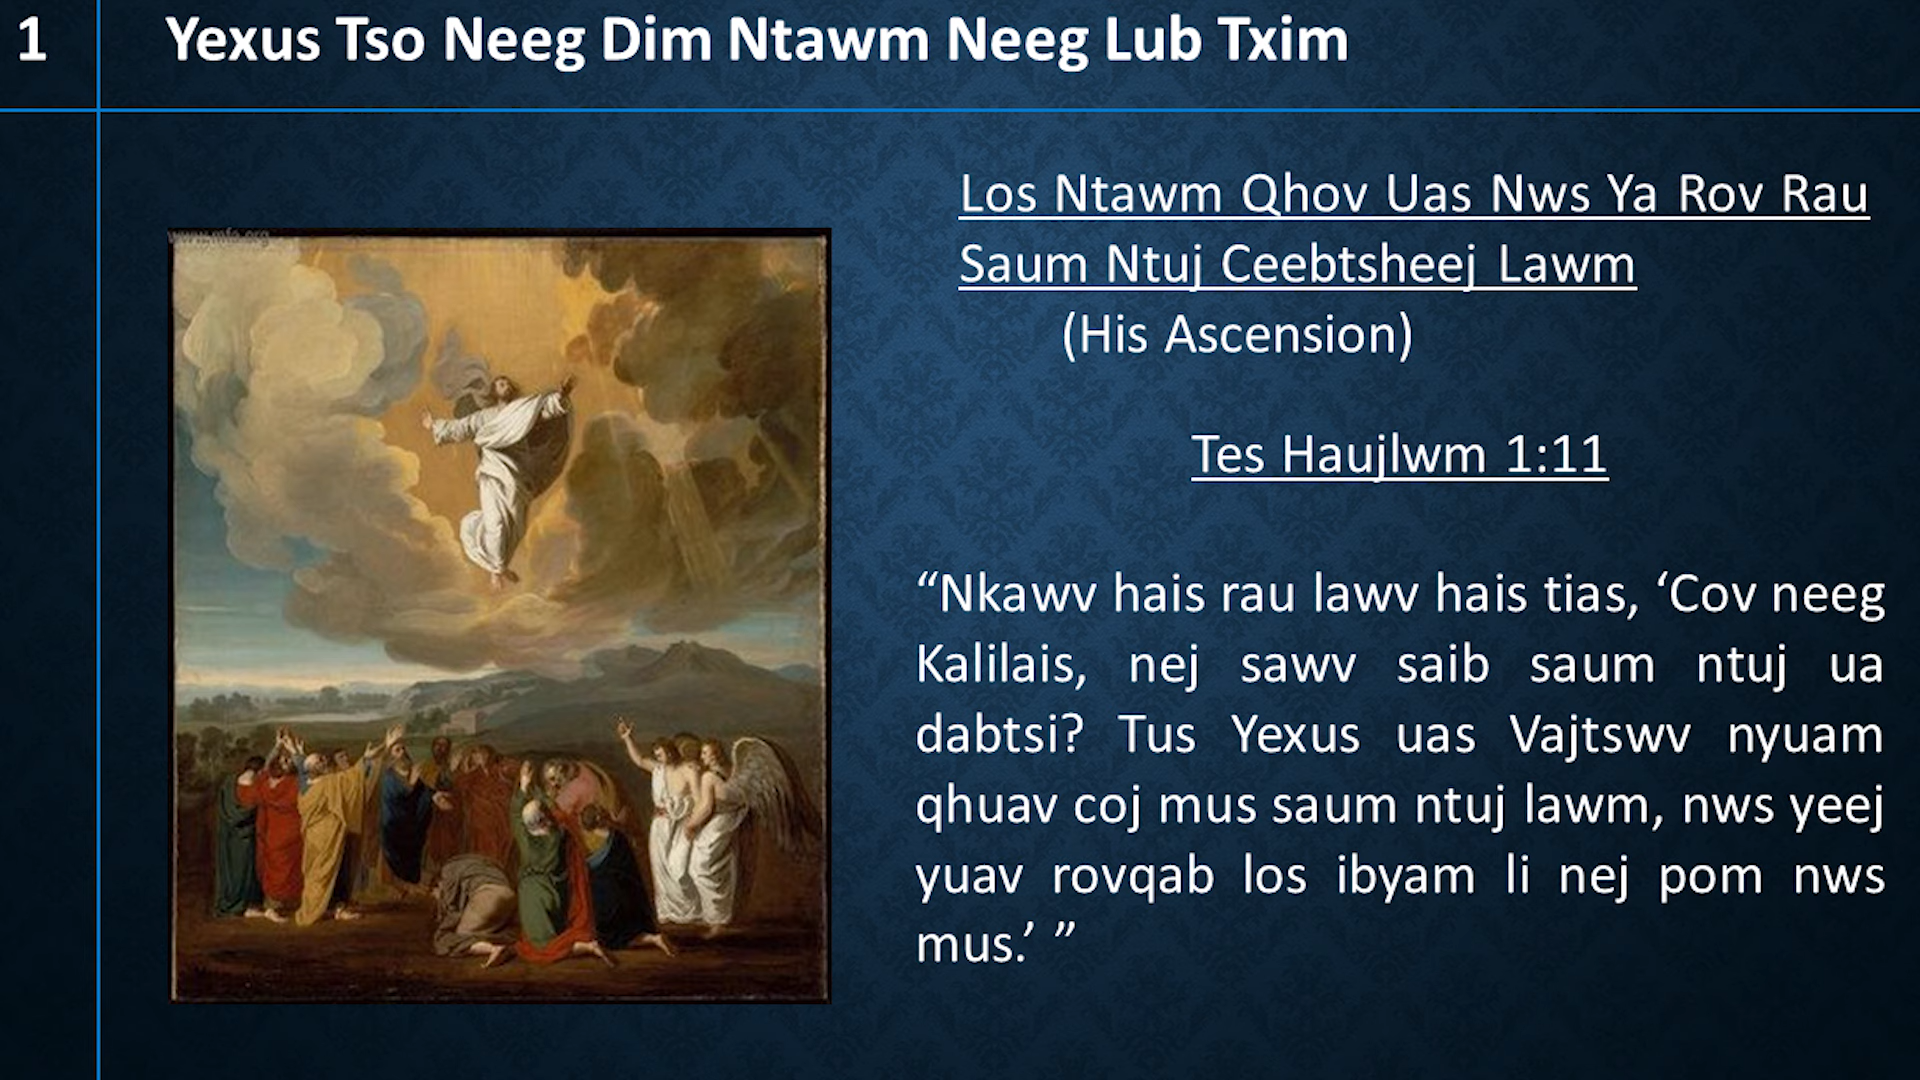 1
Yexus Tso Neeg Dim Ntawm Neeg Lub Txim
Los Ntawm Qhov Uas Nws Ya Rov Rau
Saum Ntuj Ceebtsheej Lawm
(His Ascension)
www.mfa.org
Tes Haujlwm 1:11
“Nkawv hais rau lawv hais tias, ‘Cov neeg
Kalilais, nej sawv saib saum ntuj ua
dabtsi? Tus Yexus uas Vajtswv nyuam
qhuav coj mus saum ntuj lawm, nws yeej
yuav rovqab los ibyam li nej pom nws
mus.’ ”